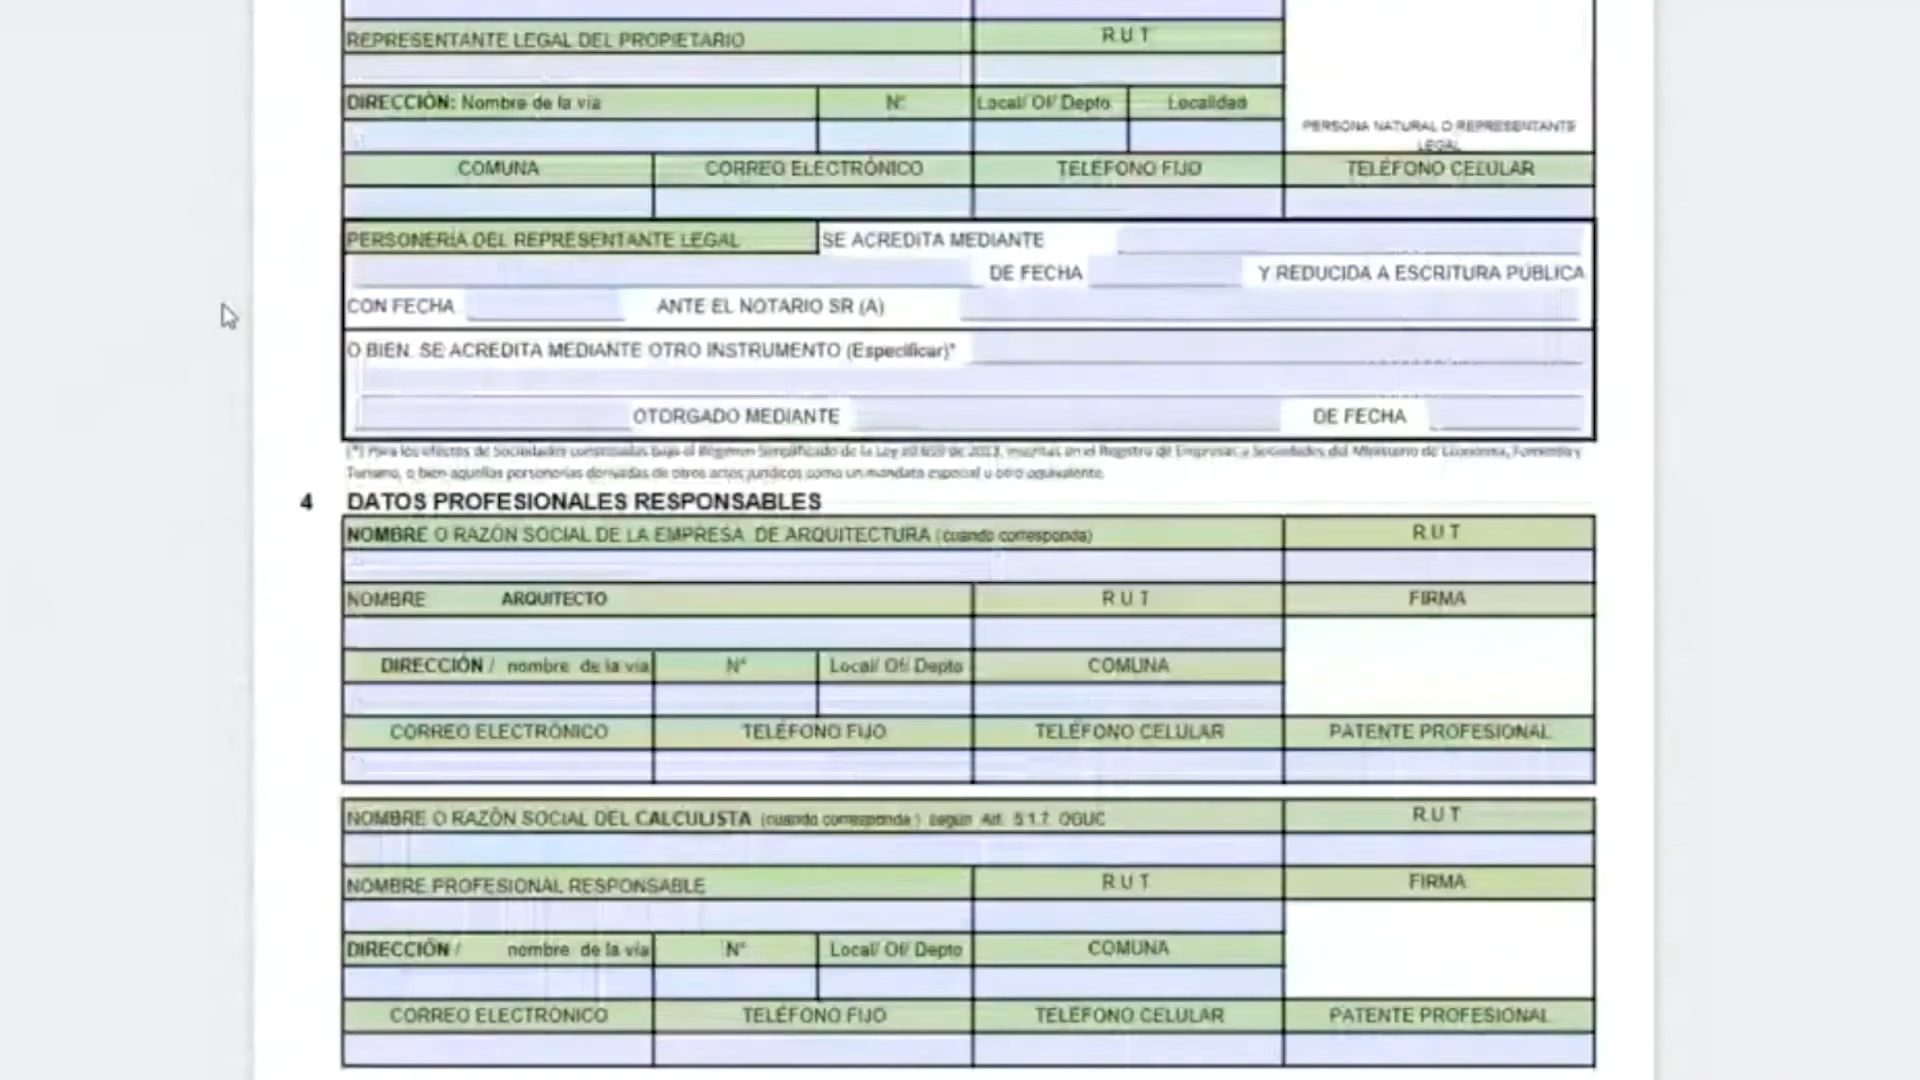 REPRESENTANTE LEGAL DEL PROPIETARIO R U T
DIRECCIÓN: Nombre de la vía N° Local/ Of/ Depto Localidad
PERSONA NATURAL O REPRESENTANTE
LEGAL
COMUNA CORREO ELECTRÓNICO TELÉFONO FIJO TELÉFONO CELULAR
PERSONERÍA DEL REPRESENTANTE LEGAL SE ACREDITA MEDIANTE
DE FECHA Y REDUCIDA A ESCRITURA PÚBLICA
CON FECHA ANTE EL NOTARIO SR (A)
O BIEN SE ACREDITA MEDIANTE OTRO INSTRUMENTO (Especificar)*
OTORGADO MEDIANTE DE FECHA
(*) Para los efectos de Sociedades constituidas bajo el Régimen Simplificado de la Ley 20.659 de 2013, inscritas en el Registro de Empresas y Sociedades del Ministerio de Economía, Fomento y
Turismo, o bien aquellas personerías derivadas de otros actos jurídicos como un mandato especial u otro equivalente.
4 DATOS PROFESIONALES RESPONSABLES
NOMBRE O RAZÓN SOCIAL DE LA EMPRESA DE ARQUITECTURA (cuando corresponda) R.U.T
NOMBRE ARQUITECTO R U T FIRMA
DIRECCIÓN / nombre de la vía N° Local/ Of/ Depto COMUNA
CORREO ELECTRÓNICO TELÉFONO FIJO TELÉFONO CELULAR PATENTE PROFESIONAL
NOMBRE O RAZÓN SOCIAL DEL CALCULISTA (cuando corresponda ) según Art. 5.1.7. OGUC R.U.T
NOMBRE PROFESIONAL RESPONSABLE R U T FIRMA
DIRECCIÓN / nombre de la vía N° Local/ Of/ Depto COMUNA
CORREO ELECTRÓNICO TELÉFONO FIJO TELÉFONO CELULAR PATENTE PROFESIONAL